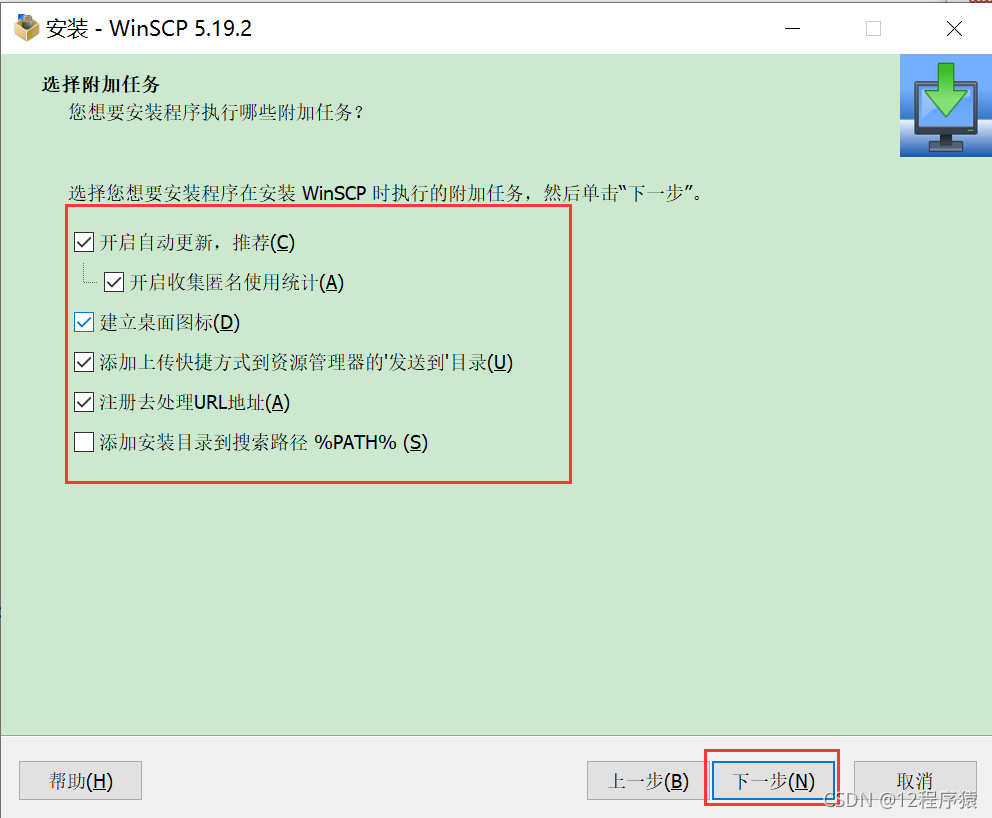 安装 - WinSCP 5.19.2
选择附加任务
您想要安装程序执行哪些附加任务？
选择您想要安装程序在安装 WinSCP 时执行的附加任务，然后单击“下一步”。
开启自动更新，推荐(C)
开启收集匿名使用统计(A)
建立桌面图标(D)
添加上传快捷方式到资源管理器的'发送到'目录(U)
注册去处理URL地址(A)
添加安装目录到搜索路径 %PATH% (S)
帮助(H)
上一步(B)
下一步(N)
取消
CSDN @12程序猿